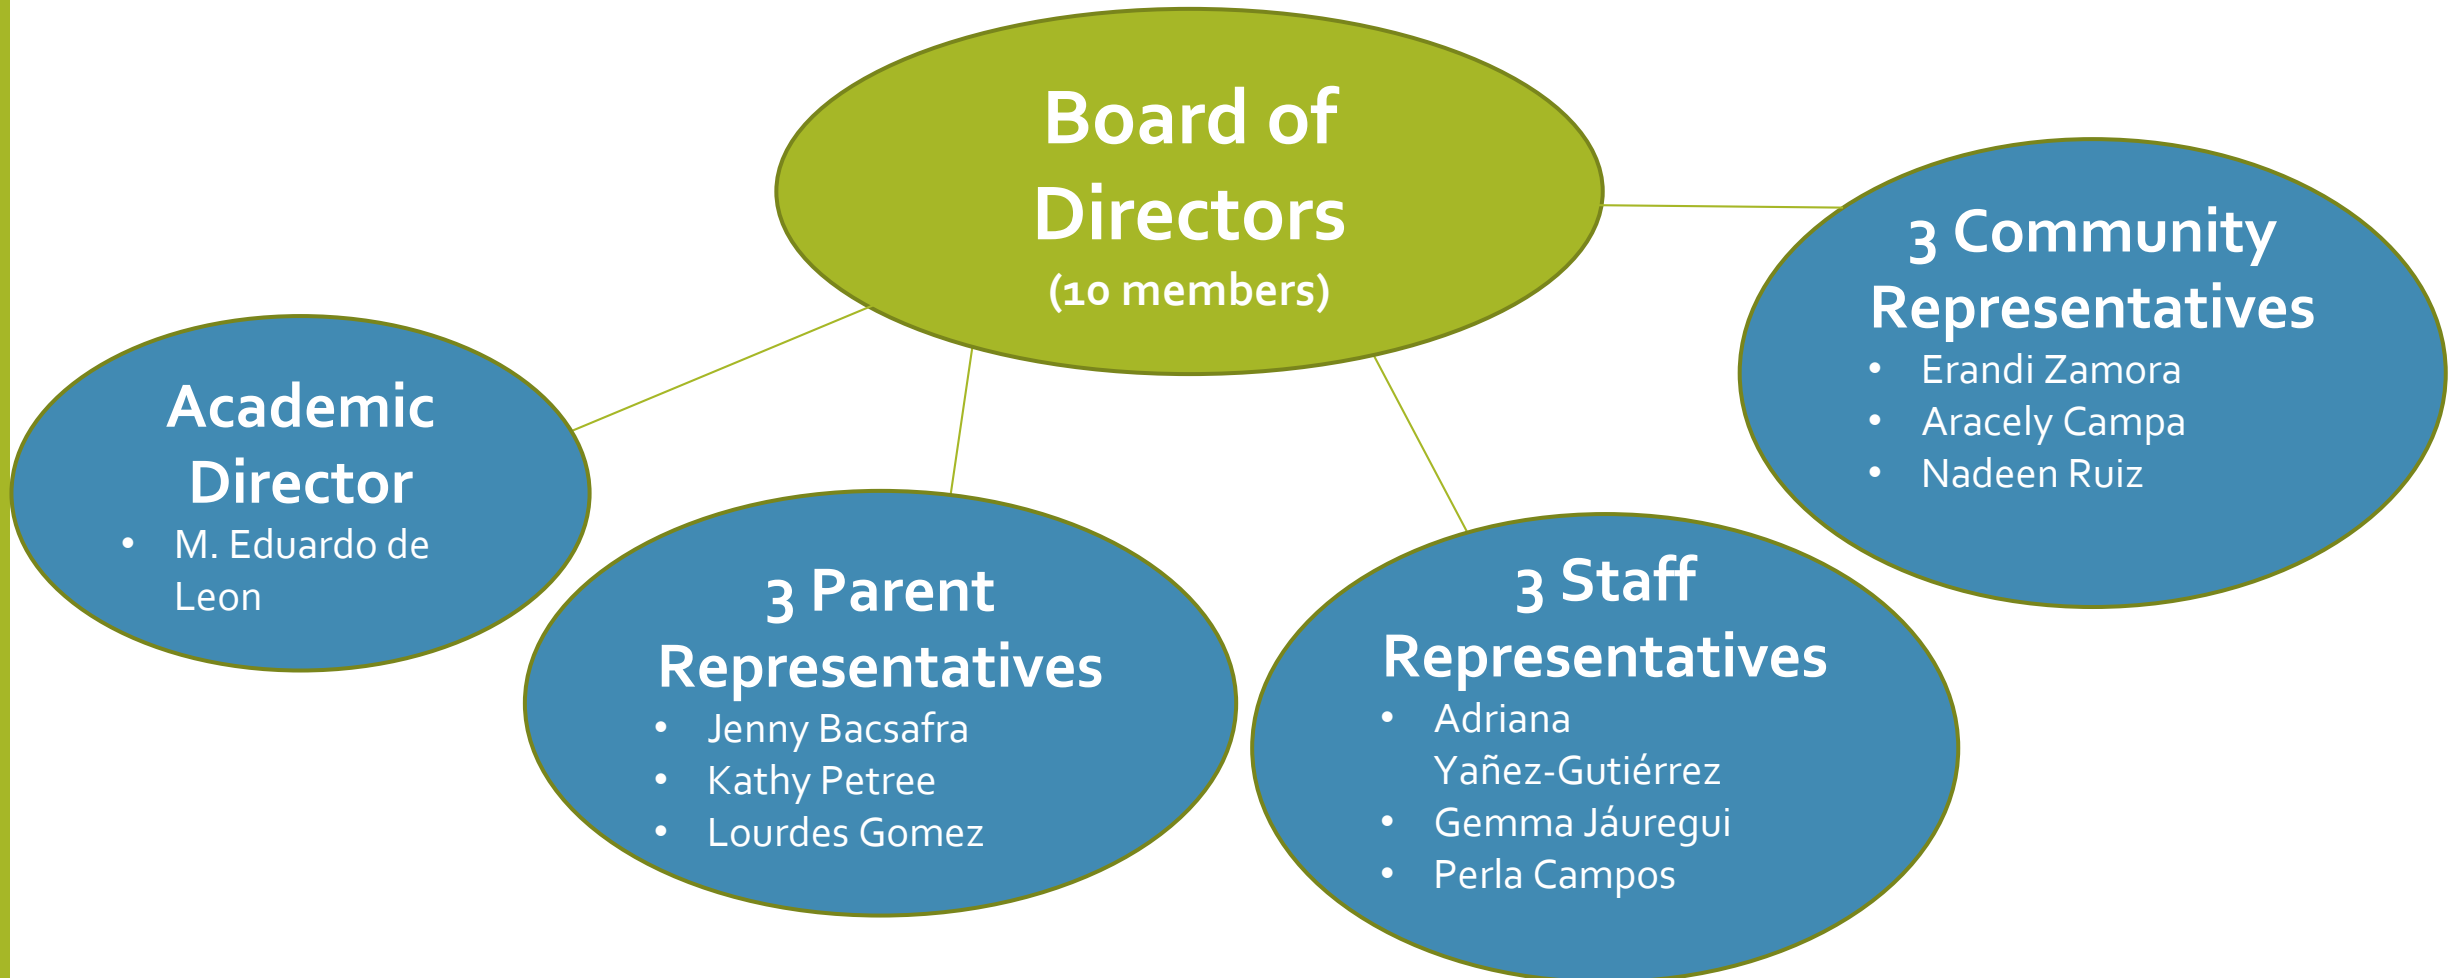 Board of
Directors
(10 members)
Academic
Director
• M. Eduardo de
Leon
3 Parent
Representatives
• Jenny Bacsafra
• Kathy Petree
• Lourdes Gomez
3 Staff
Representatives
• Adriana
Yañez-Gutiérrez
• Gemma Jáuregui
• Perla Campos
3 Community
Representatives
• Erandi Zamora
• Aracely Campa
• Nadeen Ruiz